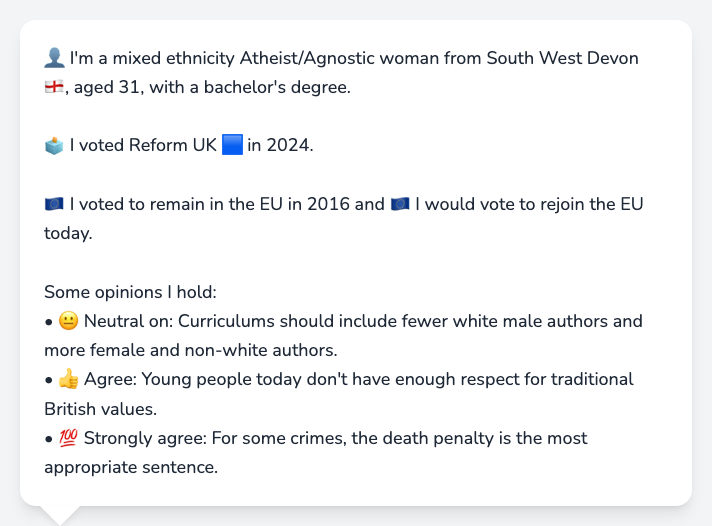 👤 I'm a mixed ethnicity Atheist/Agnostic woman from South West Devon
🏴󠁧󠁢󠁥󠁮󠁧󠁿, aged 31, with a bachelor's degree.
🗳️ I voted Reform UK 🟦 in 2024.
🇪🇺 I voted to remain in the EU in 2016 and 🇪🇺 I would vote to rejoin the EU
today.
Some opinions I hold:
• 😐 Neutral on: Curriculums should include fewer white male authors and
more female and non-white authors.
• 👍 Agree: Young people today don't have enough respect for traditional
British values.
• 💯 Strongly agree: For some crimes, the death penalty is the most
appropriate sentence.